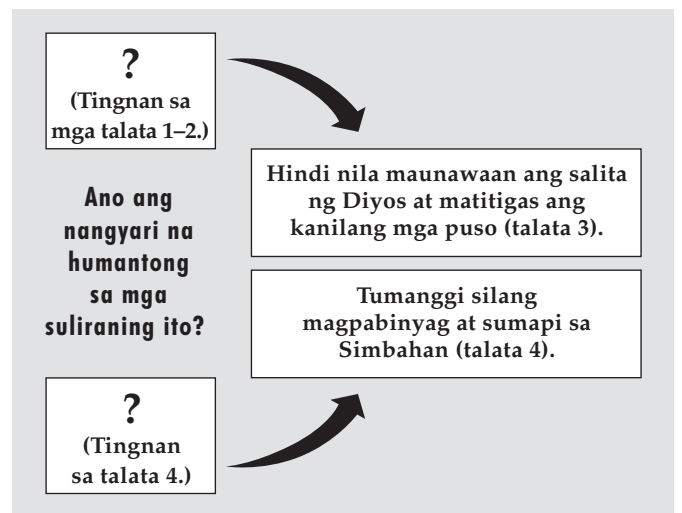 ?
(Tingnan sa
mga talata 1–2.)
Ano ang
nangyari na
humantong
sa mga
suliraning ito?
?
(Tingnan
sa talata 4.)
Hindi nila maunawaan ang salita
ng Diyos at matitigas ang
kanilang mga puso (talata 3).
Tumanggi silang
magpabinyag at sumapi sa
Simbahan (talata 4).